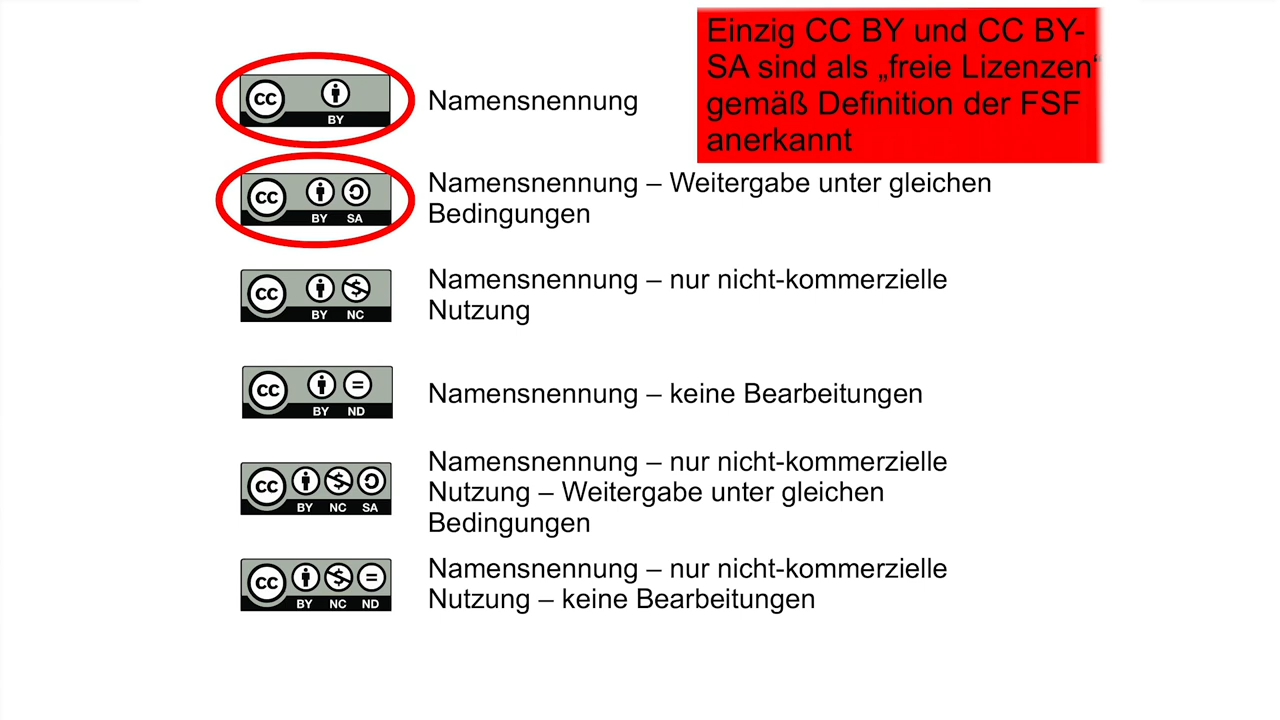 Einzig CC BY und CC BY-
SA sind als „freie Lizenzen“
gemäß Definition der FSF
anerkannt
CC
BY
Namensnennung
CC
BY SA
Namensnennung – Weitergabe unter gleichen
Bedingungen
CC
BY NC
Namensnennung – nur nicht-kommerzielle
Nutzung
CC
BY ND
Namensnennung – keine Bearbeitungen
CC
BY NC SA
Namensnennung – nur nicht-kommerzielle
Nutzung – Weitergabe unter gleichen
Bedingungen
CC
BY NC ND
Namensnennung – nur nicht-kommerzielle
Nutzung – keine Bearbeitungen